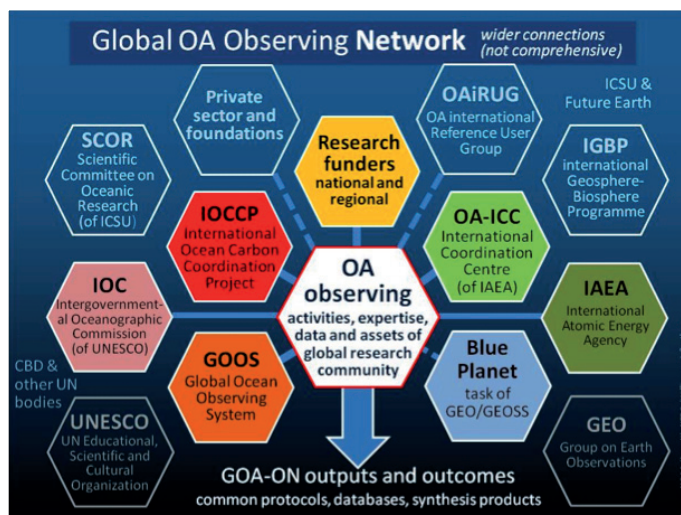 Global OA Observing Network
wider connections
(not comprehensive)
Private
sector and
foundations
OAiRUG
OA international
Reference User
Group
ICSU &
Future Earth
SCOR
Scientific
Committee on
Oceanic
Research
(of ICSU)
Research
funders
national and
regional
IGBP
international
Geosphere-
Biosphere
Programme
IOCCP
International
Ocean Carbon
Coordination
Project
OA-ICC
International
Coordination
Centre
(of IAEA)
IOC
Intergovernment-
al Oceanographic
Commission
(of UNESCO)
OA
observing
activities, expertise,
data and assets of
global research
community
IAEA
International
Atomic Energy
Agency
GOOS
Global Ocean
Observing
System
Blue
Planet
task of
GEO/GEOSS
CBD &
other UN
bodies
UNESCO
UN Educational,
Scientific and
Cultural
Organization
GEO
Group on Earth
Observations
GOA-ON outputs and outcomes
common protocols, databases, synthesis products